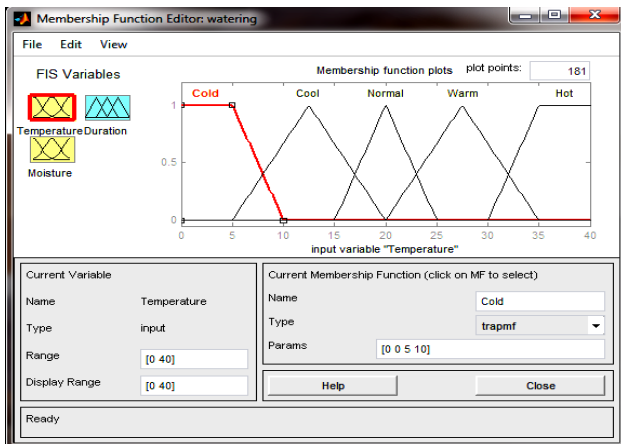 Membership Function Editor: watering
File Edit View
FIS Variables
Membership function plots plot points: 181
Cold Cool Normal Warm Hot
Temperature Duration
Moisture
1
0.5
0
0 5 10 15 20 25 30 35 40
input variable "Temperature"
Current Variable
Name Temperature
Type input
Range [0 40]
Display Range [0 40]
Current Membership Function (click on MF to select)
Name Cold
Type trapmf
Params [0 0 5 10]
Help Close
Ready